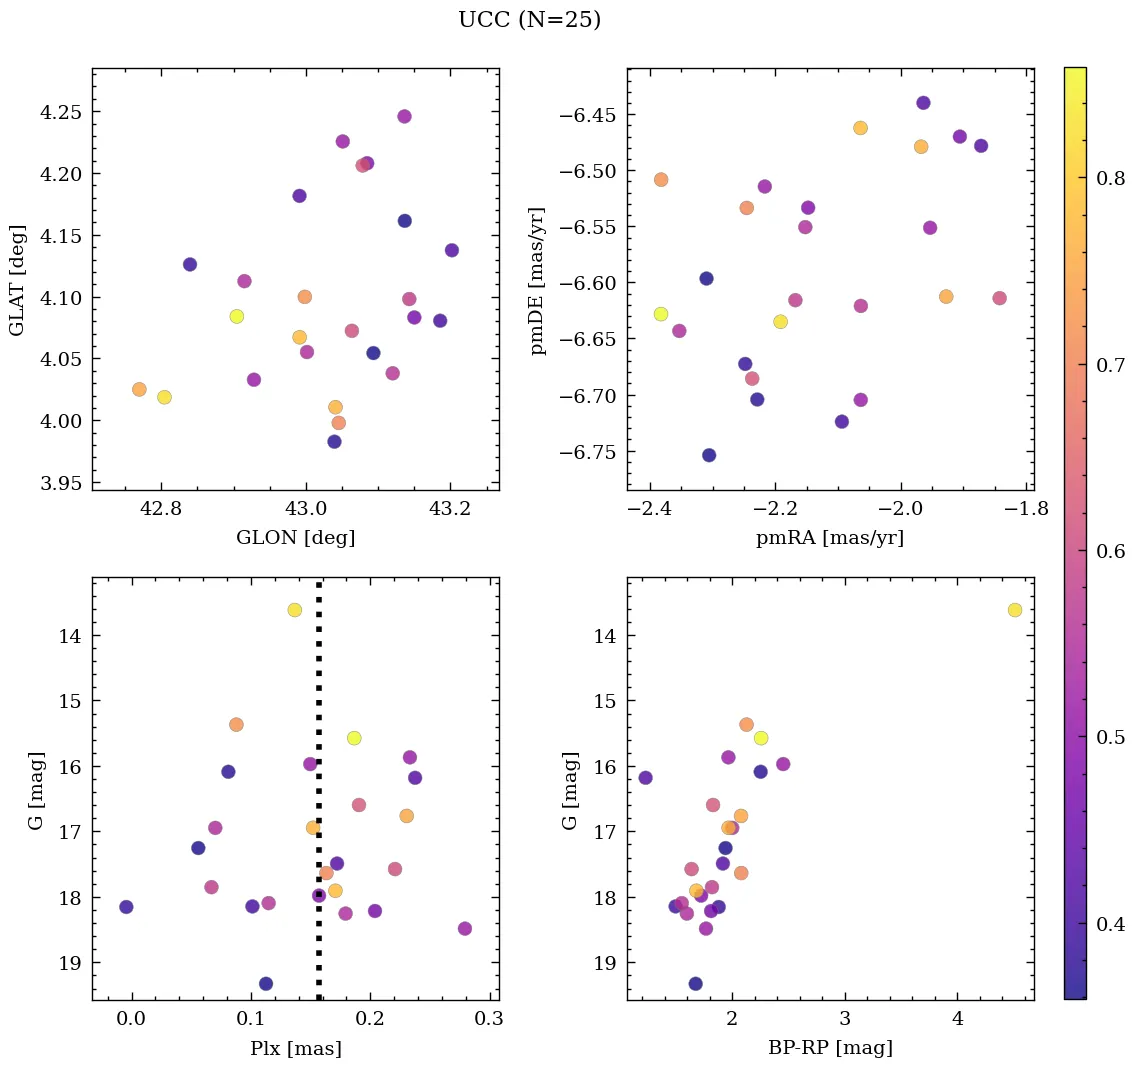 UCC (N=25)
4.25
4.20
4.15
4.10
4.05
4.00
3.95
GLAT [deg]
42.8 43.0 43.2
GLON [deg]
−6.45
−6.50
−6.55
−6.60
−6.65
−6.70
−6.75
pmDE [mas/yr]
−2.4 −2.2 −2.0 −1.8
pmRA [mas/yr]
14
15
16
17
18
19
G [mag]
0.0 0.1 0.2 0.3
Plx [mas]
14
15
16
17
18
19
G [mag]
2 3 4
BP-RP [mag]
0.8
0.7
0.6
0.5
0.4